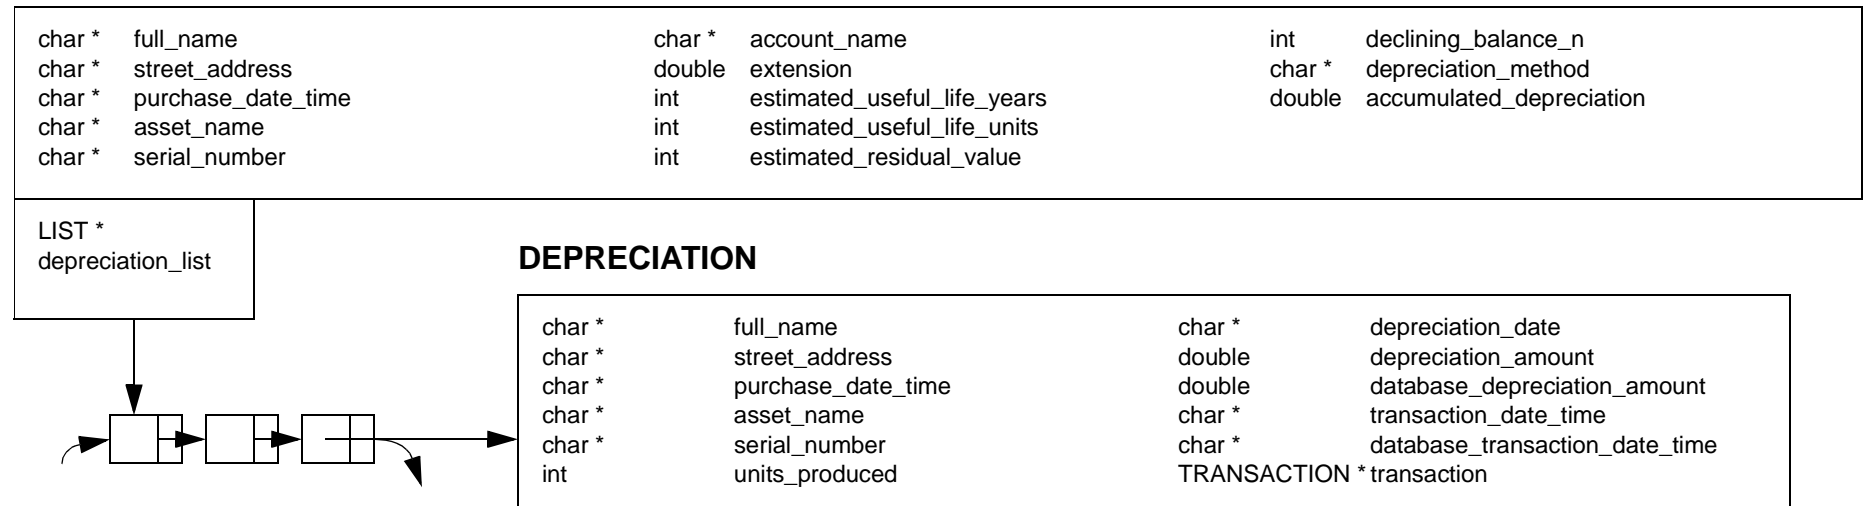 char * full_name
char * street_address
char * purchase_date_time
char * asset_name
char * serial_number
char * account_name
double extension
int estimated_useful_life_years
int estimated_useful_life_units
int estimated_residual_value
int declining_balance_n
char * depreciation_method
double accumulated_depreciation
LIST *
depreciation_list
DEPRECIATION
char * full_name
char * street_address
char * purchase_date_time
char * asset_name
char * serial_number
int units_produced
char * depreciation_date
double depreciation_amount
double database_depreciation_amount
char * transaction_date_time
char * database_transaction_date_time
TRANSACTION * transaction